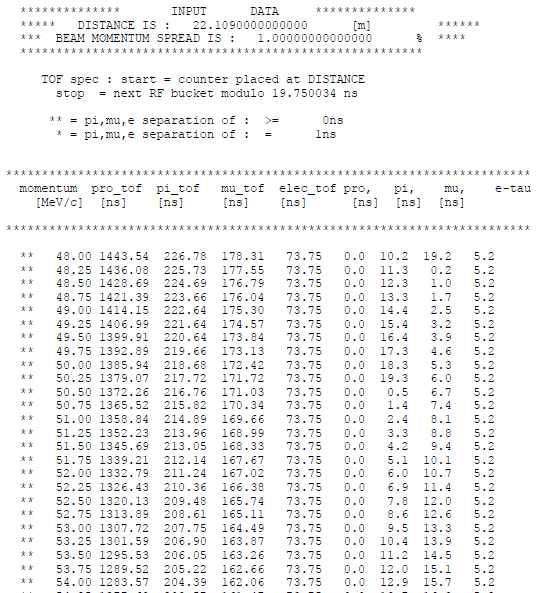 ************** INPUT DATA **************
***** DISTANCE IS : 22.1090000000000 [m] ******
*** BEAM MOMENTUM SPREAD IS : 1.00000000000000 % ****
*********************************************************
TOF spec : start = counter placed at DISTANCE
stop = next RF bucket modulo 19.750034 ns
** = pi,mu,e separation of : >= 0ns
* = pi,mu,e separation of : = 1ns
***************************************************************************
momentum pro_tof pi_tof mu_tof elec_tof pro, pi, mu, e-tau
[MeV/c] [ns] [ns] [ns] [ns] [ns] [ns] [ns]
***************************************************************************
** 48.00 1443.54 226.78 178.31 73.75 0.0 10.2 19.2 5.2
** 48.25 1436.08 225.73 177.55 73.75 0.0 11.3 0.2 5.2
** 48.50 1428.69 224.69 176.79 73.75 0.0 12.3 1.0 5.2
** 48.75 1421.39 223.66 176.04 73.75 0.0 13.3 1.7 5.2
** 49.00 1414.15 222.64 175.30 73.75 0.0 14.4 2.5 5.2
** 49.25 1406.99 221.64 174.57 73.75 0.0 15.4 3.2 5.2
** 49.50 1399.91 220.64 173.84 73.75 0.0 16.4 3.9 5.2
** 49.75 1392.89 219.66 173.13 73.75 0.0 17.3 4.6 5.2
** 50.00 1385.94 218.68 172.42 73.75 0.0 18.3 5.3 5.2
** 50.25 1379.07 217.72 171.72 73.75 0.0 19.3 6.0 5.2
** 50.50 1372.26 216.76 171.03 73.75 0.0 0.5 6.7 5.2
** 50.75 1365.52 215.82 170.34 73.75 0.0 1.4 7.4 5.2
** 51.00 1358.84 214.89 169.66 73.75 0.0 2.4 8.1 5.2
** 51.25 1352.23 213.96 168.99 73.75 0.0 3.3 8.8 5.2
** 51.50 1345.69 213.05 168.33 73.75 0.0 4.2 9.4 5.2
** 51.75 1339.21 212.14 167.67 73.75 0.0 5.1 10.1 5.2
** 52.00 1332.79 211.24 167.02 73.75 0.0 6.0 10.7 5.2
** 52.25 1326.43 210.36 166.38 73.75 0.0 6.9 11.4 5.2
** 52.50 1320.13 209.48 165.74 73.75 0.0 7.8 12.0 5.2
** 52.75 1313.89 208.61 165.11 73.75 0.0 8.6 12.6 5.2
** 53.00 1307.72 207.75 164.49 73.75 0.0 9.5 13.3 5.2
** 53.25 1301.59 206.90 163.87 73.75 0.0 10.4 13.9 5.2
** 53.50 1295.53 206.05 163.26 73.75 0.0 11.2 14.5 5.2
** 53.75 1289.52 205.22 162.66 73.75 0.0 12.0 15.1 5.2
** 54.00 1283.57 204.39 162.06 73.75 0.0 12.9 15.7 5.2